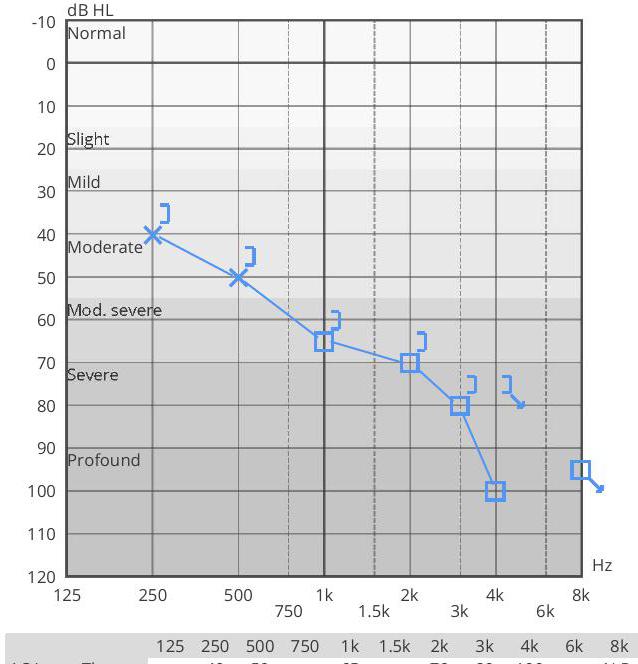 dB HL
-10
Normal
0
10
Slight
20
Mild
30
40
Moderate
50
Mod. severe
60
70
Severe
80
90
Profound
100
110
120
Hz
125 250 500 1k 2k 4k 8k
750 1.5k 3k 6k
125 250 500 750 1k 1.5k 2k 3k 4k 6k 8k